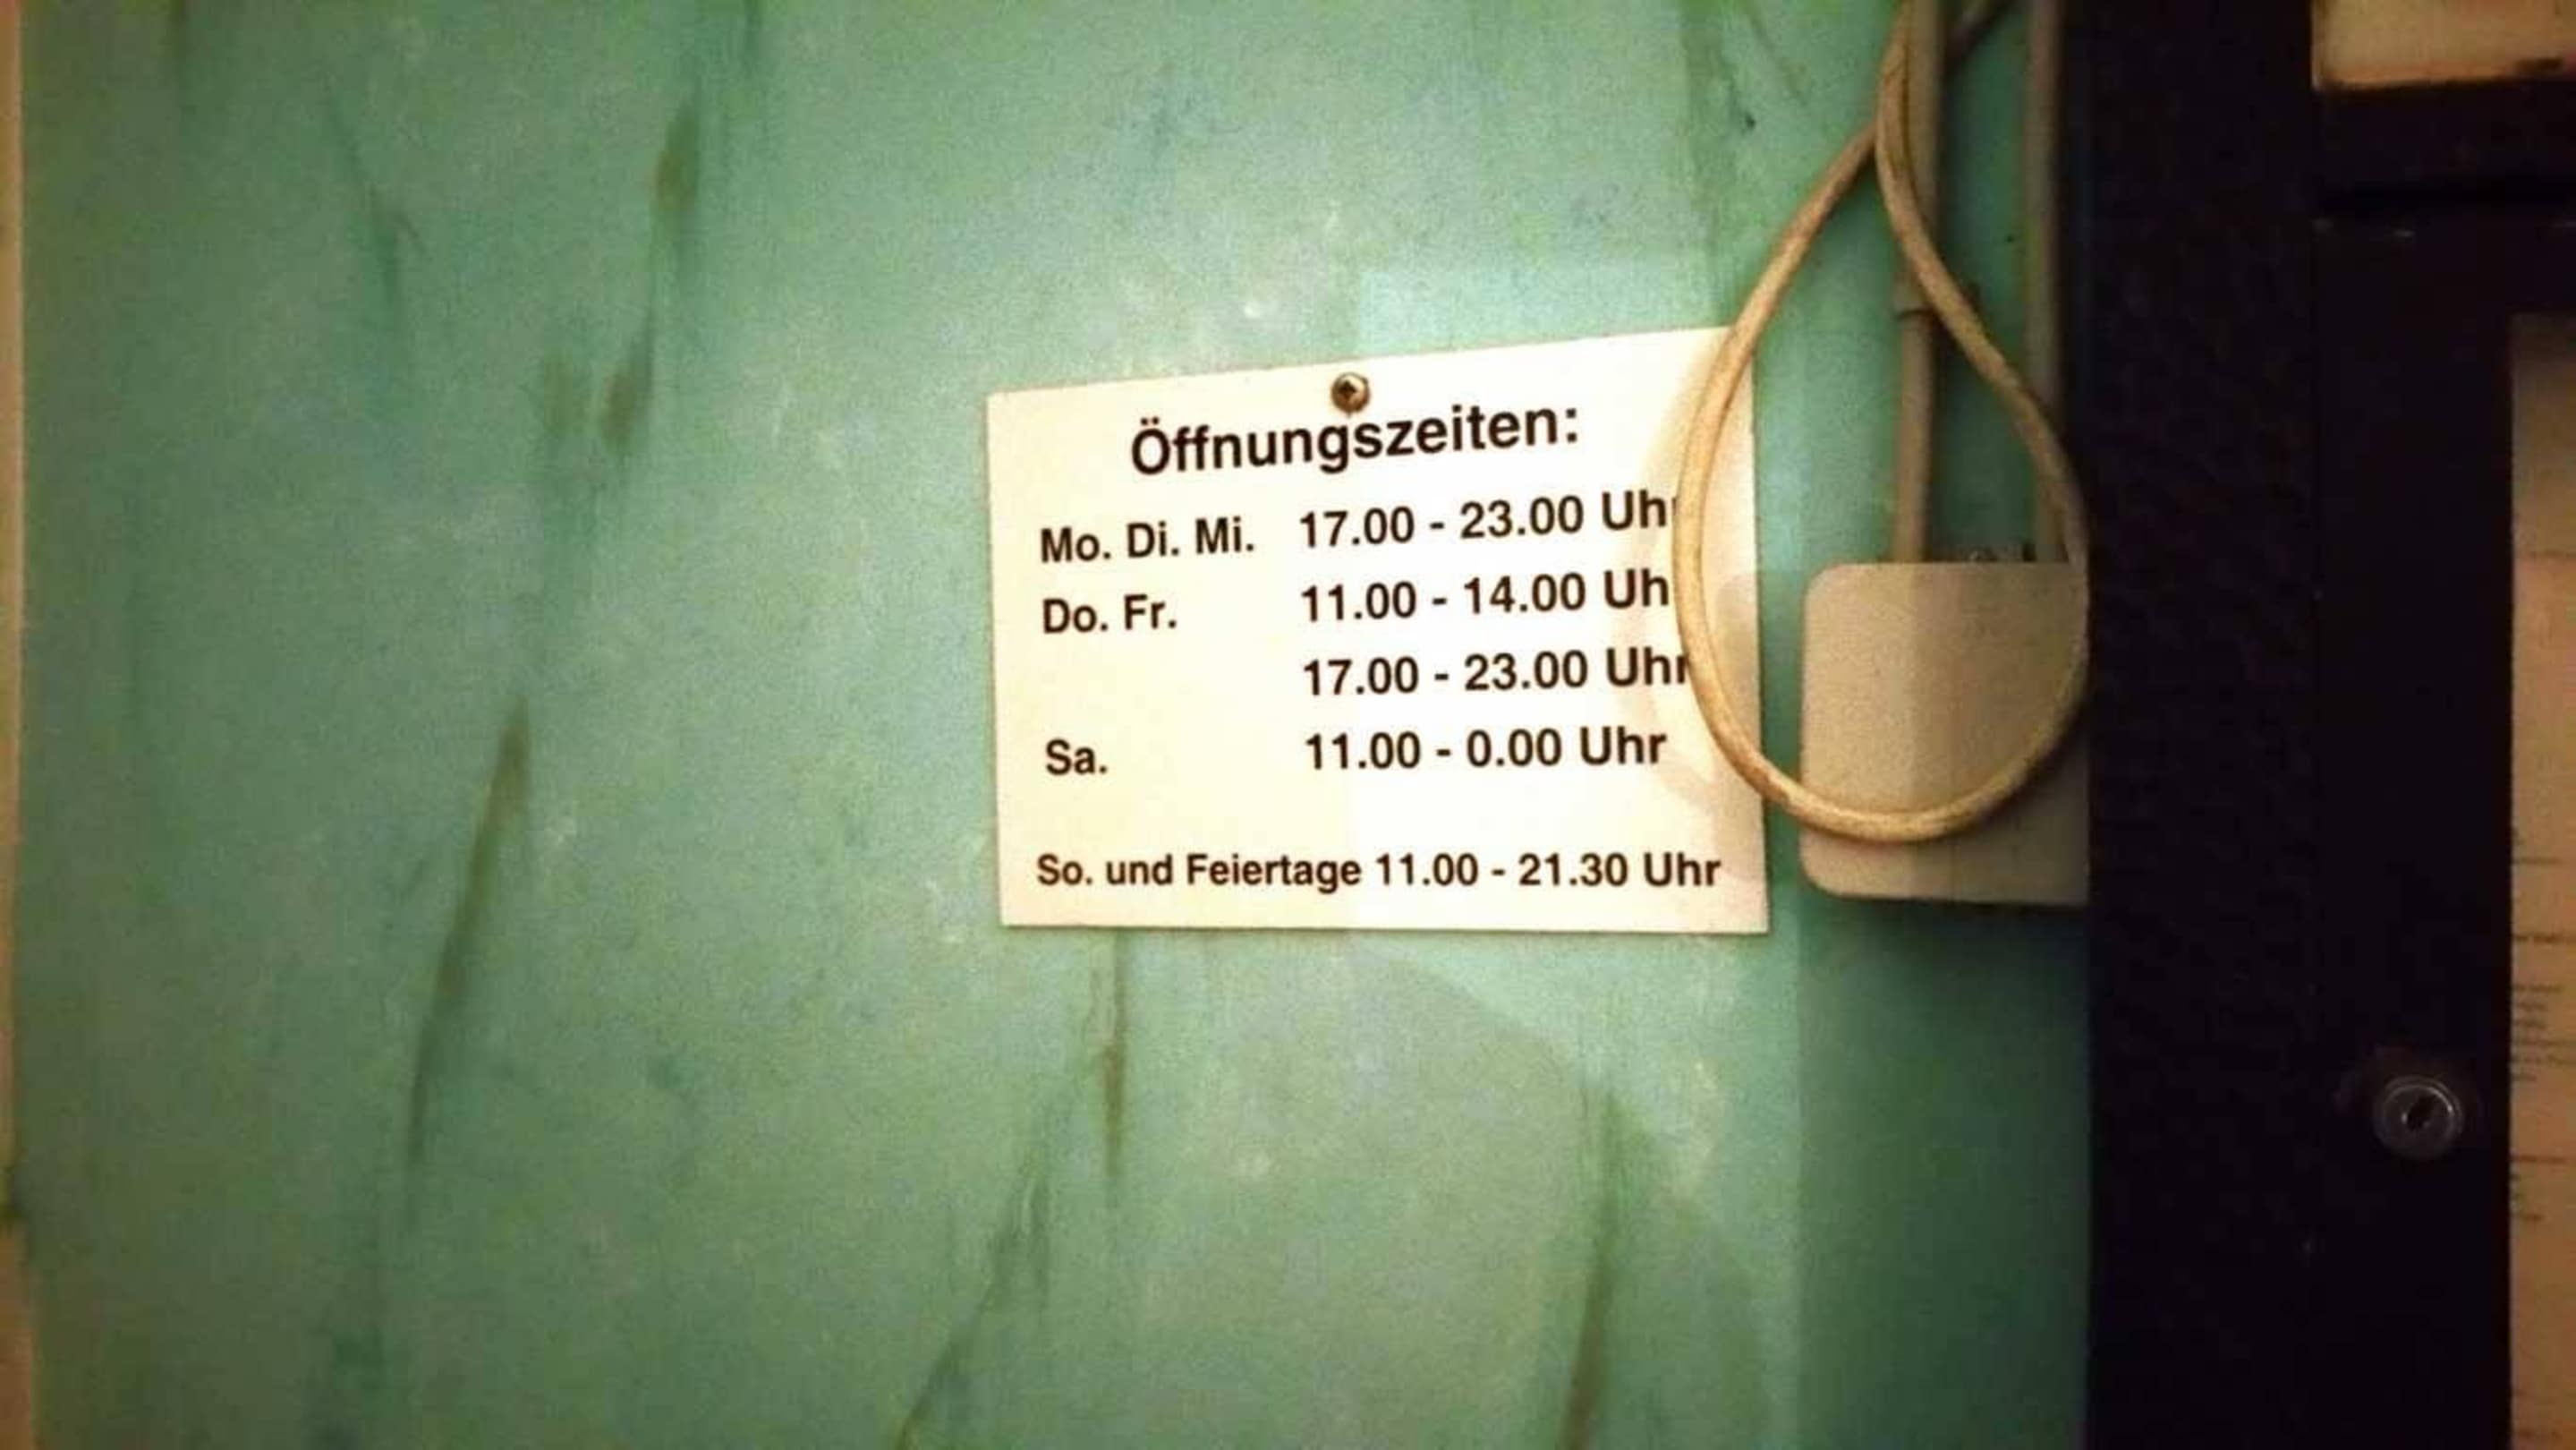 Öffnungszeiten:
Mo. Di. Mi. 17.00 - 23.00 Uhr
Do. Fr. 11.00 - 14.00 Uh
17.00 - 23.00 Uhr
Sa. 11.00 - 0.00 Uhr
So. und Feiertage 11.00 - 21.30 Uhr